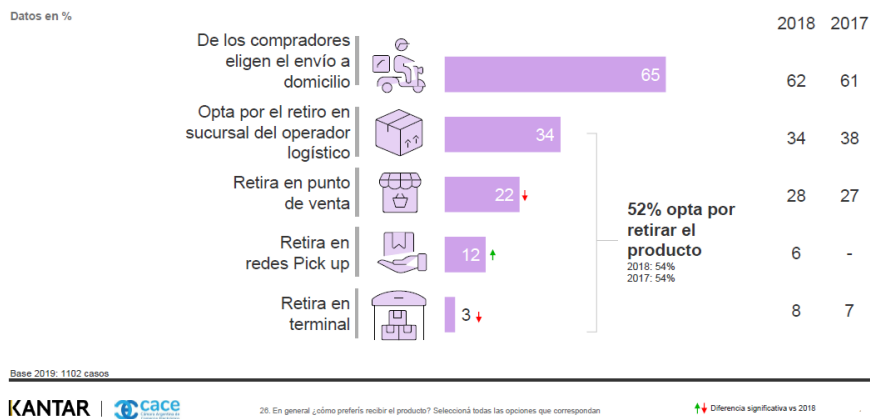 Datos en %
2018 2017
De los compradores
eligen el envío a
domicilio
65
62 61
Opta por el retiro en
sucursal del operador
logístico
34
34 38
Retira en punto
de venta
22
28 27
52% opta por
retirar el
producto
2018: 54%
2017: 54%
Retira en
redes Pick up
12
6 -
Retira en
terminal
3
8 7
Base 2019: 1102 casos
KANTAR | cace
26. En general ¿cómo preferís recibir el producto? Seleccioná todas las opciones que correspondan
Diferencia significativa vs 2018